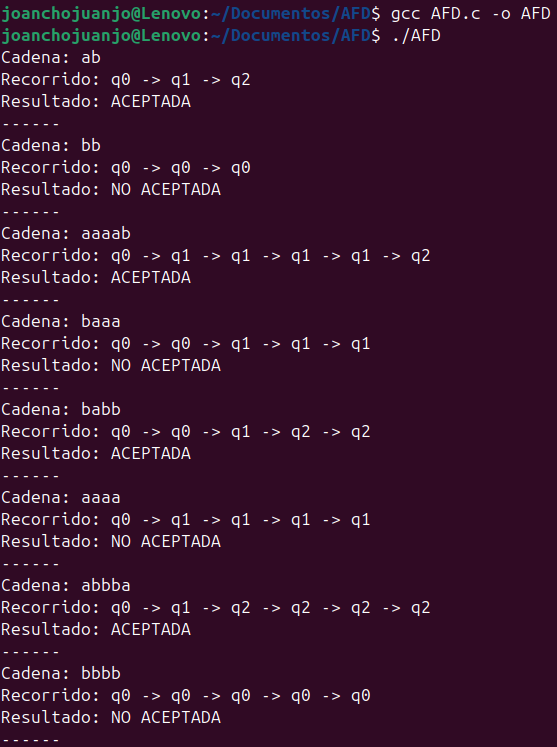 joanchojuanjo@Lenovo:~/Documentos/AFD$ gcc AFD.c -o AFD
joanchojuanjo@Lenovo:~/Documentos/AFD$ ./AFD
Cadena: ab
Recorrido: q0 -> q1 -> q2
Resultado: ACEPTADA
------
Cadena: bb
Recorrido: q0 -> q0 -> q0
Resultado: NO ACEPTADA
------
Cadena: aaaab
Recorrido: q0 -> q1 -> q1 -> q1 -> q1 -> q2
Resultado: ACEPTADA
------
Cadena: baaa
Recorrido: q0 -> q0 -> q1 -> q1 -> q1
Resultado: NO ACEPTADA
------
Cadena: babb
Recorrido: q0 -> q0 -> q1 -> q2 -> q2
Resultado: ACEPTADA
------
Cadena: aaaa
Recorrido: q0 -> q1 -> q1 -> q1 -> q1
Resultado: NO ACEPTADA
------
Cadena: abbba
Recorrido: q0 -> q1 -> q2 -> q2 -> q2 -> q2
Resultado: ACEPTADA
------
Cadena: bbbb
Recorrido: q0 -> q0 -> q0 -> q0 -> q0
Resultado: NO ACEPTADA
------